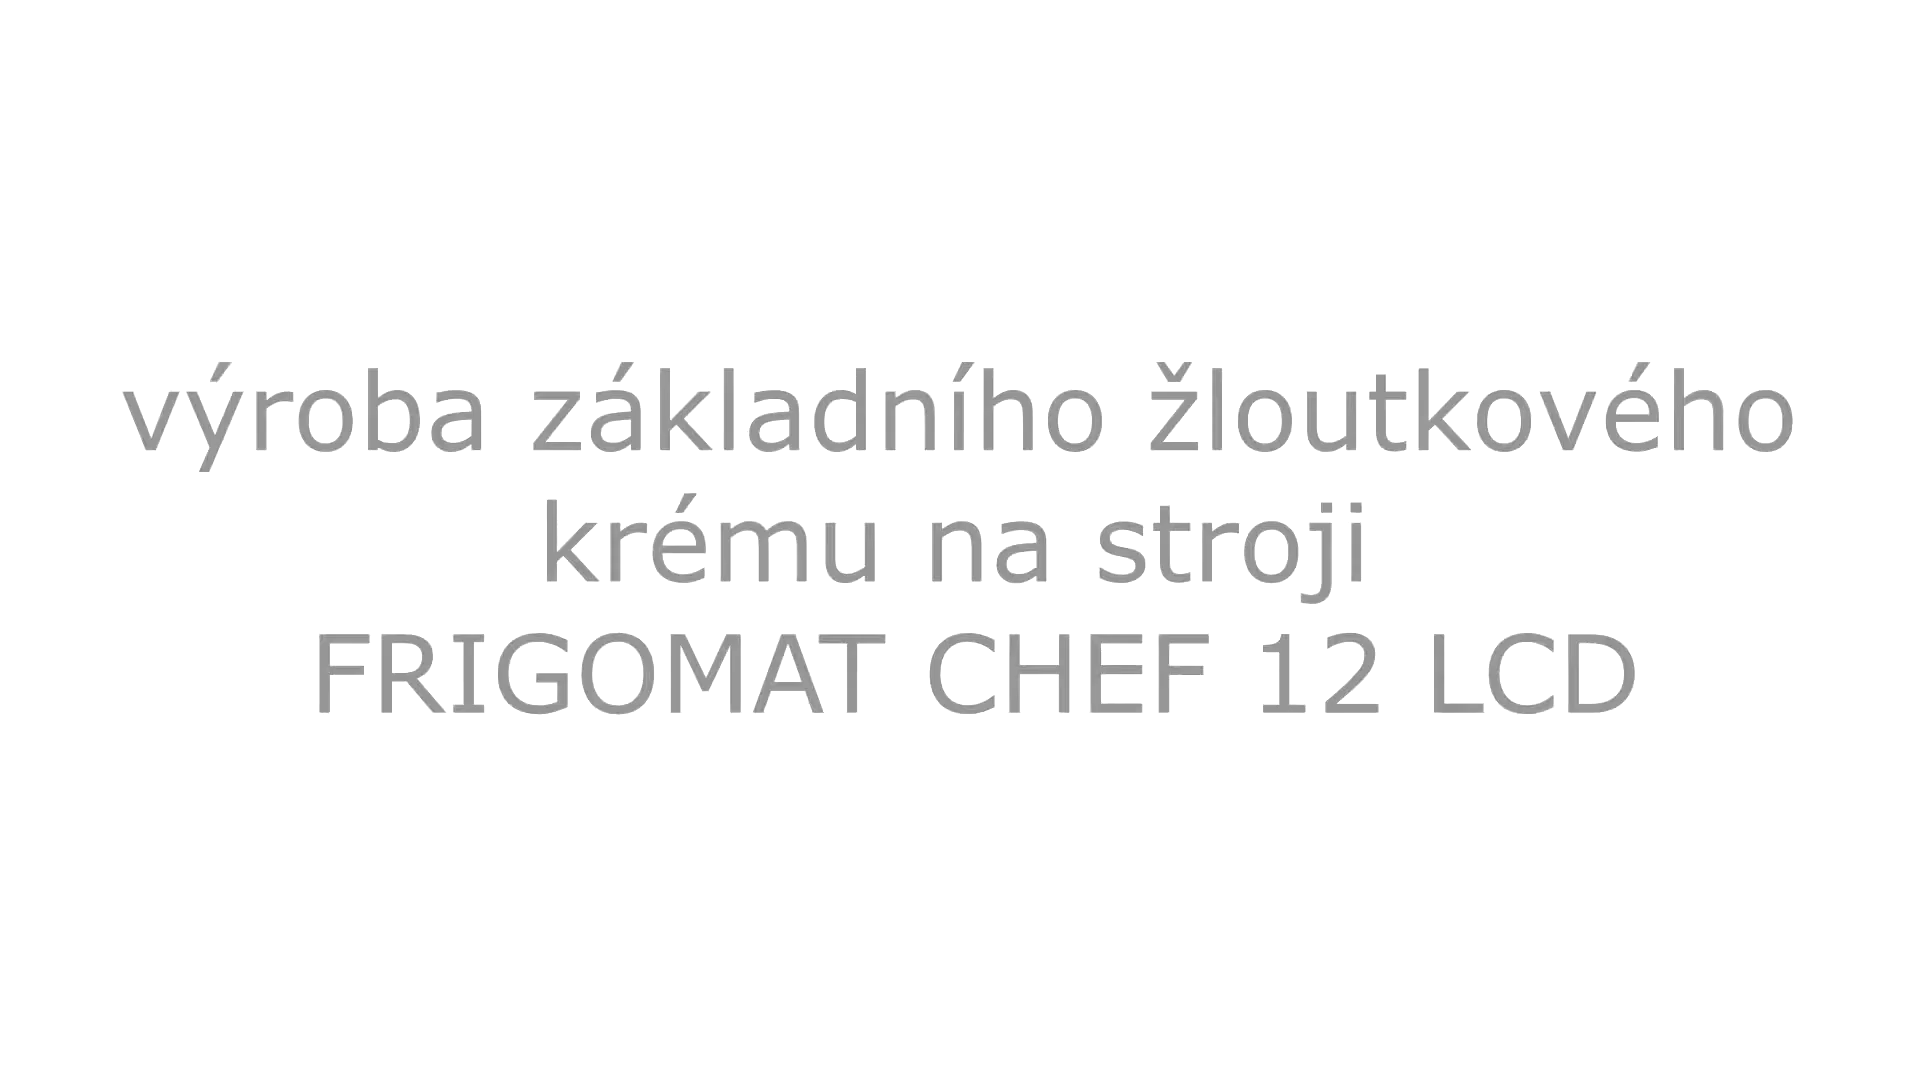 výroba základního žloutkového
krému na stroji
FRIGOMAT CHEF 12 LCD